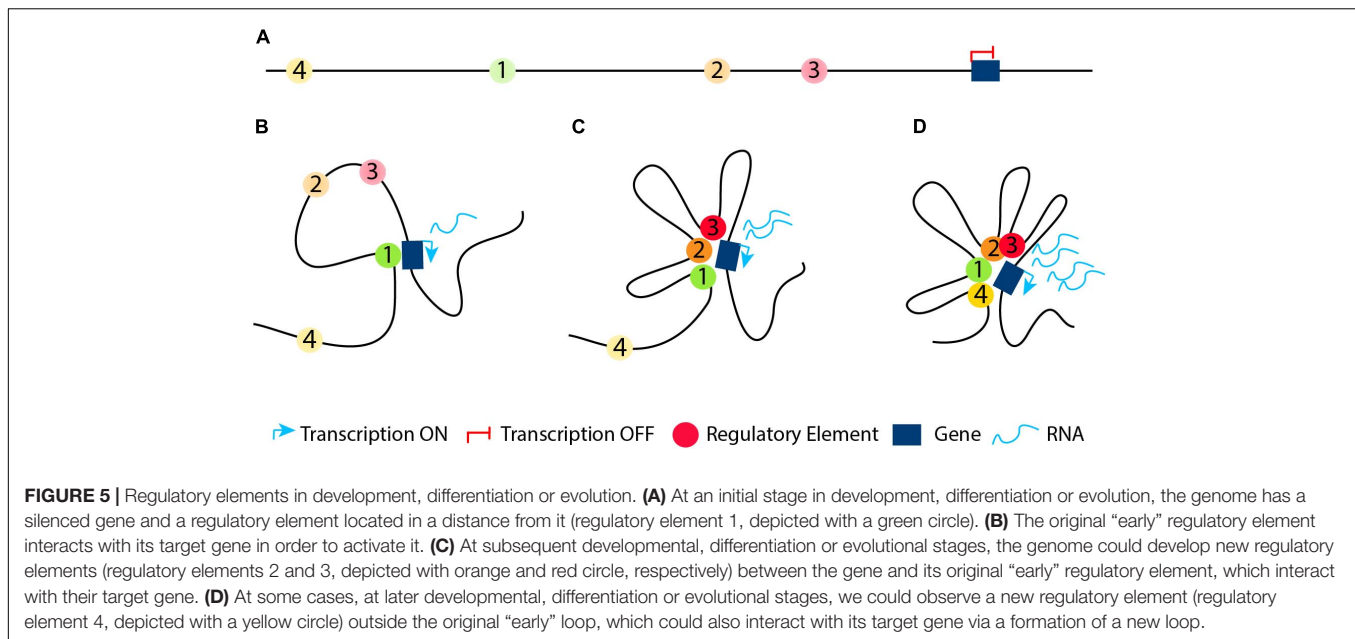 A
4 1 2 3
B C D
2 3 1 4
3 2 1 4
2 3 1 4
Transcription ON Transcription OFF Regulatory Element Gene RNA
FIGURE 5 | Regulatory elements in development, differentiation or evolution. (A) At an initial stage in development, differentiation or evolution, the genome has a
silenced gene and a regulatory element located in a distance from it (regulatory element 1, depicted with a green circle). (B) The original “early” regulatory element
interacts with its target gene in order to activate it. (C) At subsequent developmental, differentiation or evolutional stages, the genome could develop new regulatory
elements (regulatory elements 2 and 3, depicted with orange and red circle, respectively) between the gene and its original “early” regulatory element, which interact
with their target gene. (D) At some cases, at later developmental, differentiation or evolutional stages, we could observe a new regulatory element (regulatory
element 4, depicted with a yellow circle) outside the original “early” loop, which could also interact with its target gene via a formation of a new loop.